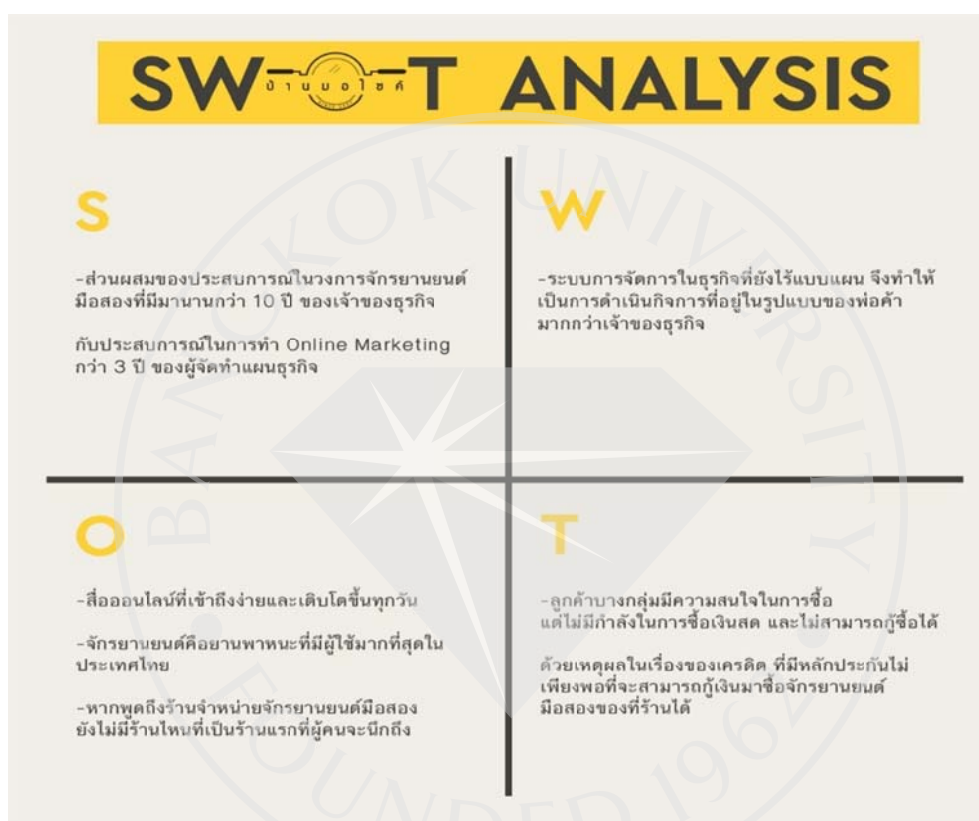 SWOT ANALYSIS
บ้านมอไซค์
S
-ส่วนผสมของประสบการณ์ในวงการจักรยานยนต์
มือสองที่มีมานานกว่า 10 ปี ของเจ้าของธุรกิจ
กับประสบการณ์ในการทำ Online Marketing
กว่า 3 ปี ของผู้จัดทำแผนธุรกิจ
W
-ระบบการจัดการในธุรกิจที่ยังไร้แบบแผน จึงทำให้
เป็นการดำเนินกิจการที่อยู่ในรูปแบบของพ่อค้า
มากกว่าเจ้าของธุรกิจ
O
-สื่อออนไลน์ที่เข้าถึงง่ายและเติบโตขึ้นทุกวัน
-จักรยานยนต์คือยานพาหนะที่มีผู้ใช้มากที่สุดใน
ประเทศไทย
-หากพูดถึงร้านจำหน่ายจักรยานยนต์มือสอง
ยังไม่มีร้านไหนที่เป็นร้านแรกที่ผู้คนจะนึกถึง
T
-ลูกค้าบางกลุ่มมีความสนใจในการซื้อ
แต่ไม่มีกำลังในการซื้อเงินสด และไม่สามารถกู้ซื้อได้
ด้วยเหตุผลในเรื่องของเครดิต ที่มีหลักประกันไม่
เพียงพอที่จะสามารถกู้เงินมาซื้อจักรยานยนต์
มือสองของที่ร้านได้
BANGKOK UNIVERSITY
FOUNDED 1962